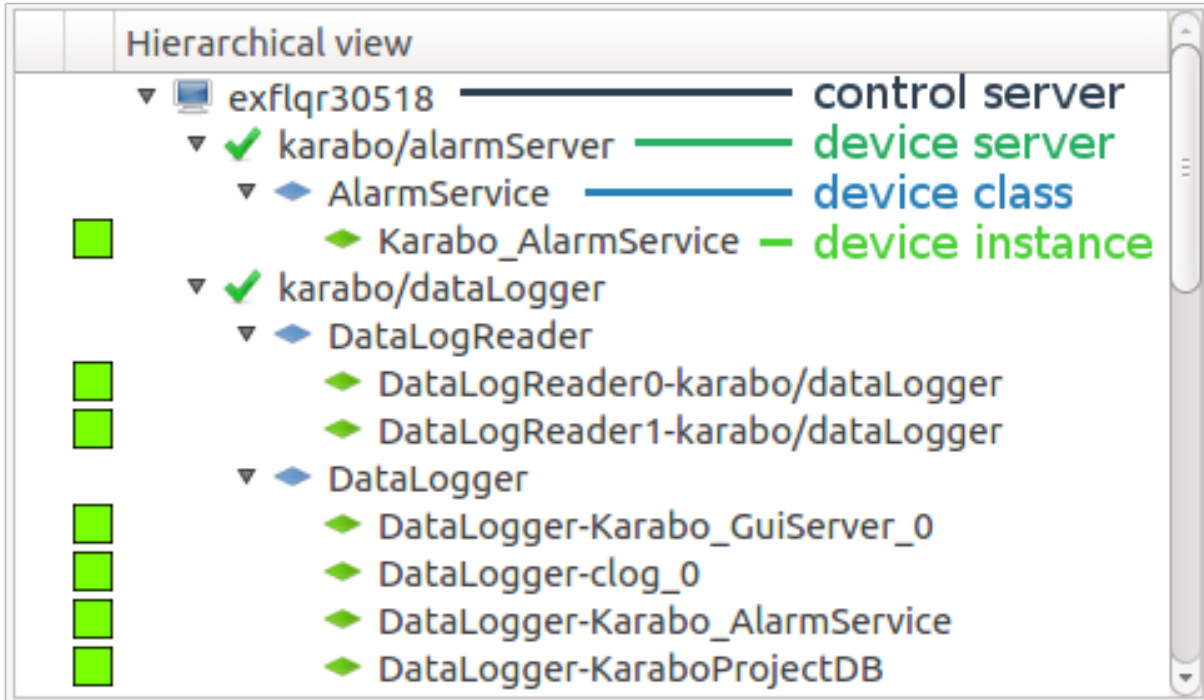 Hierarchical view
exflqr30518 control server
karabo/alarmServer device server
AlarmService device class
Karabo_AlarmService device instance
karabo/dataLogger
DataLogReader
DataLogReader0-karabo/dataLogger
DataLogReader1-karabo/dataLogger
DataLogger
DataLogger-Karabo_GuiServer_0
DataLogger-clog_0
DataLogger-Karabo_AlarmService
DataLogger-KaraboProjectDB